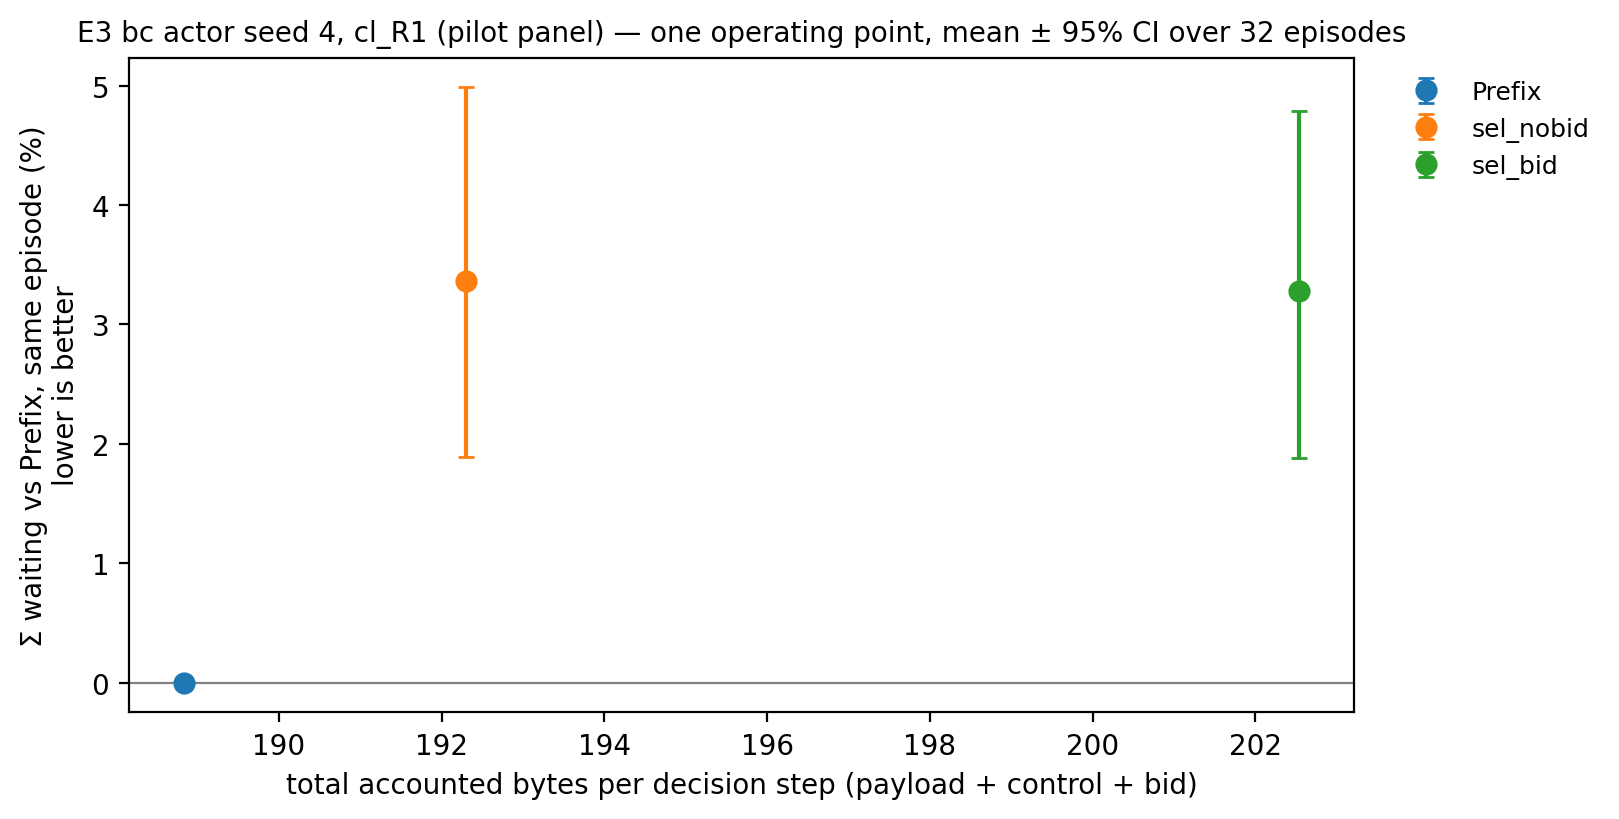 E3 bc actor seed 4, cl_R1 (pilot panel) — one operating point, mean ± 95% CI over 32 episodes
Σ waiting vs Prefix, same episode (%)
lower is better
5
4
3
2
1
0
190
192
194
196
198
200
202
total accounted bytes per decision step (payload + control + bid)
Prefix
sel_nobid
sel_bid